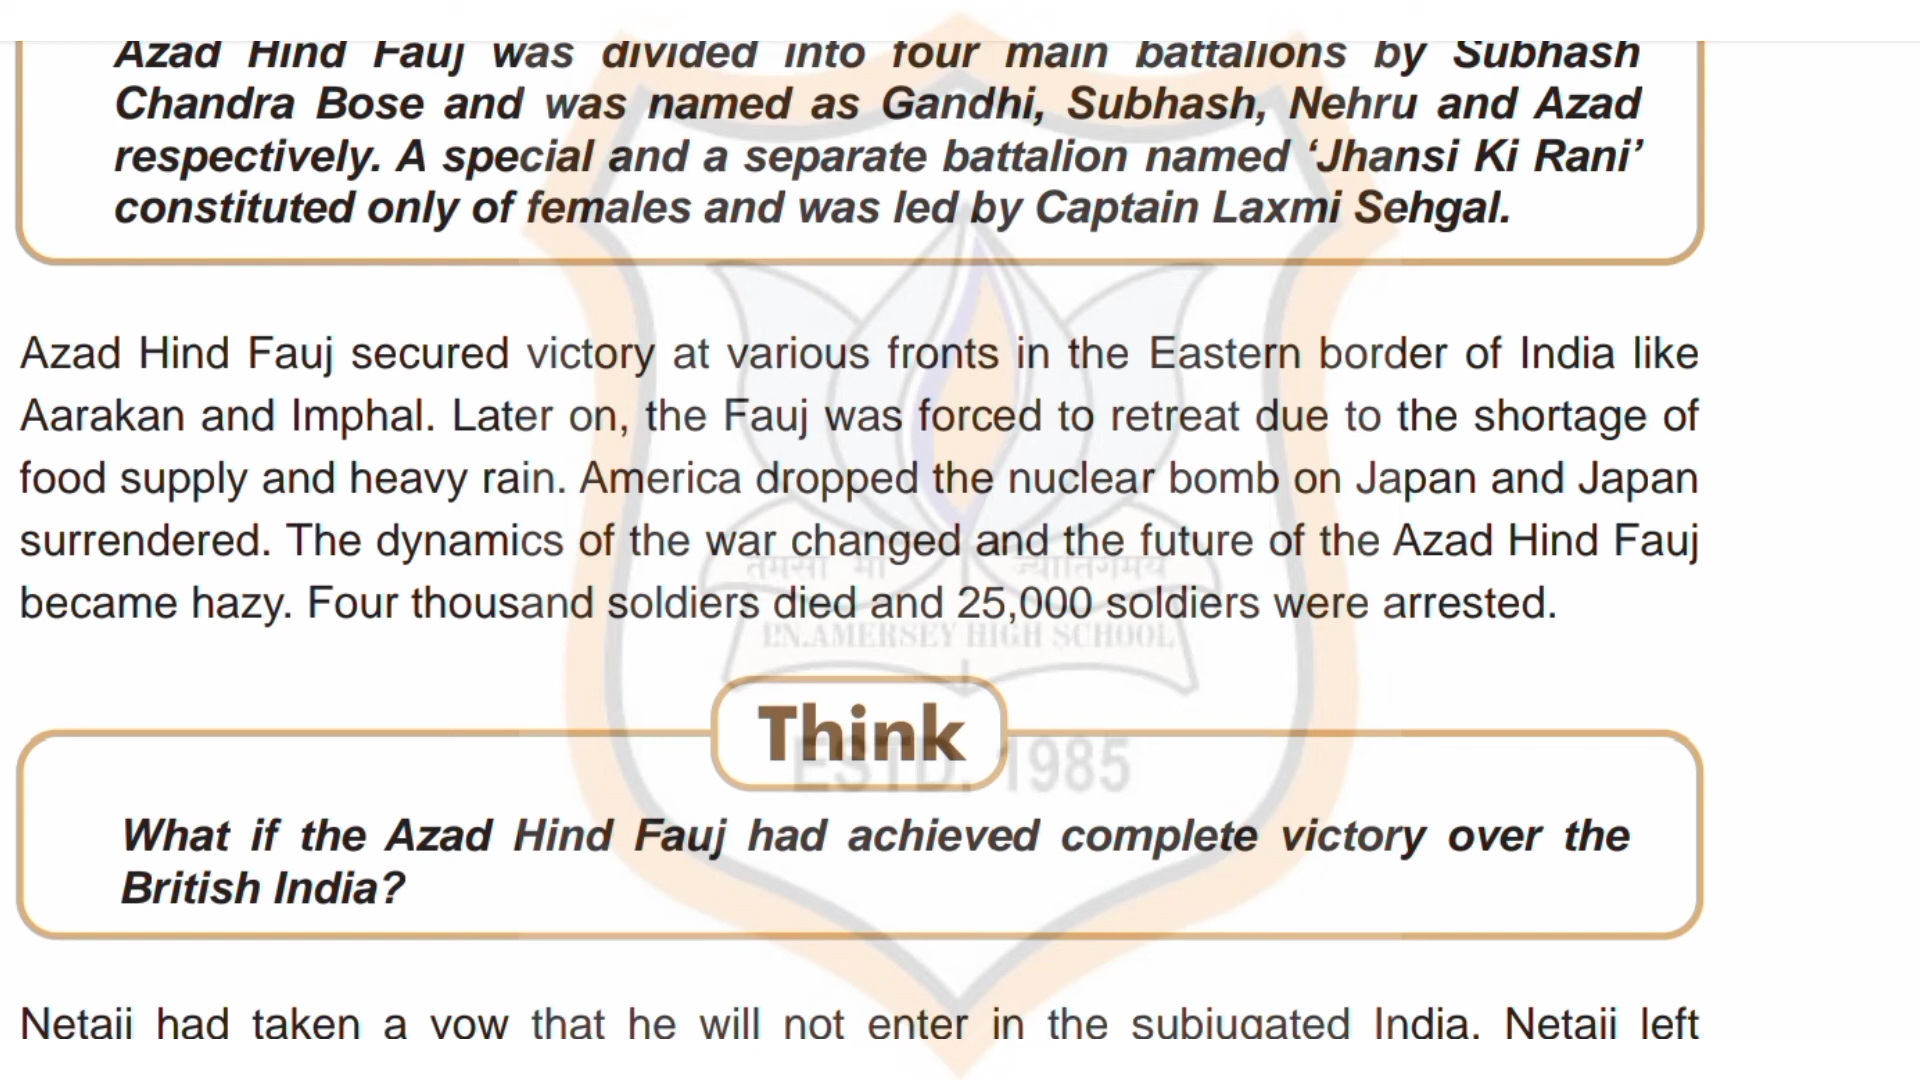 Azad Hind Fauj was divided into four main battalions by Subhash
Chandra Bose and was named as Gandhi, Subhash, Nehru and Azad
respectively. A special and a separate battalion named ‘Jhansi Ki Rani’
constituted only of females and was led by Captain Laxmi Sehgal.
Azad Hind Fauj secured victory at various fronts in the Eastern border of India like
Aarakan and Imphal. Later on, the Fauj was forced to retreat due to the shortage of
food supply and heavy rain. America dropped the nuclear bomb on Japan and Japan
surrendered. The dynamics of the war changed and the future of the Azad Hind Fauj
तमसो मा ज्योतिर्गमय
became hazy. Four thousand soldiers died and 25,000 soldiers were arrested.
P.N.AMERSEY HIGH SCHOOL
Think
ESTD. 1985
What if the Azad Hind Fauj had achieved complete victory over the
British India?
Netaji had taken a vow that he will not enter in the subjugated India. Netaji left